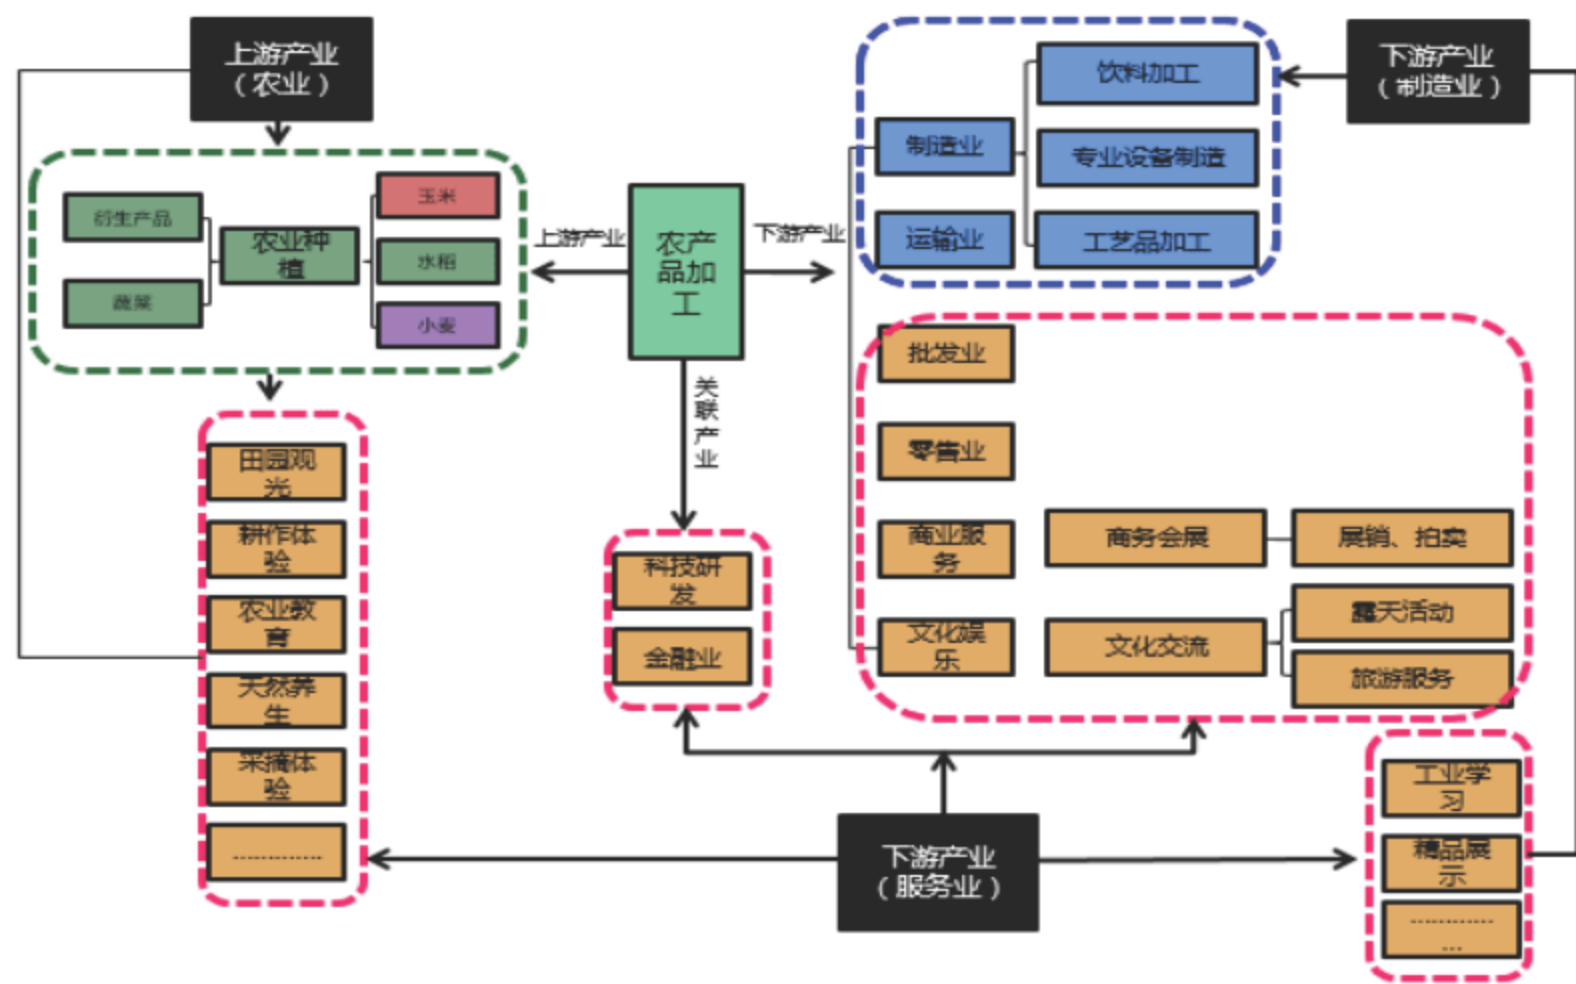 上游产业
（农业）
衍生产品
蔬菜
农业种
植
玉米
水稻
小麦
上游产业
农产
品加
工
下游产业
关
联
产
业
制造业
运输业
饮料加工
专业设备制造
工艺品加工
下游产业
（制造业）
批发业
零售业
商业服
务
文化娱
乐
商务会展
展销、拍卖
文化交流
露天活动
旅游服务
田园观
光
耕作体
验
农业教
育
天然养
生
采摘体
验
..............
科技研
发
金融业
下游产业
（服务业）
工业学
习
精品展
示
.............
...